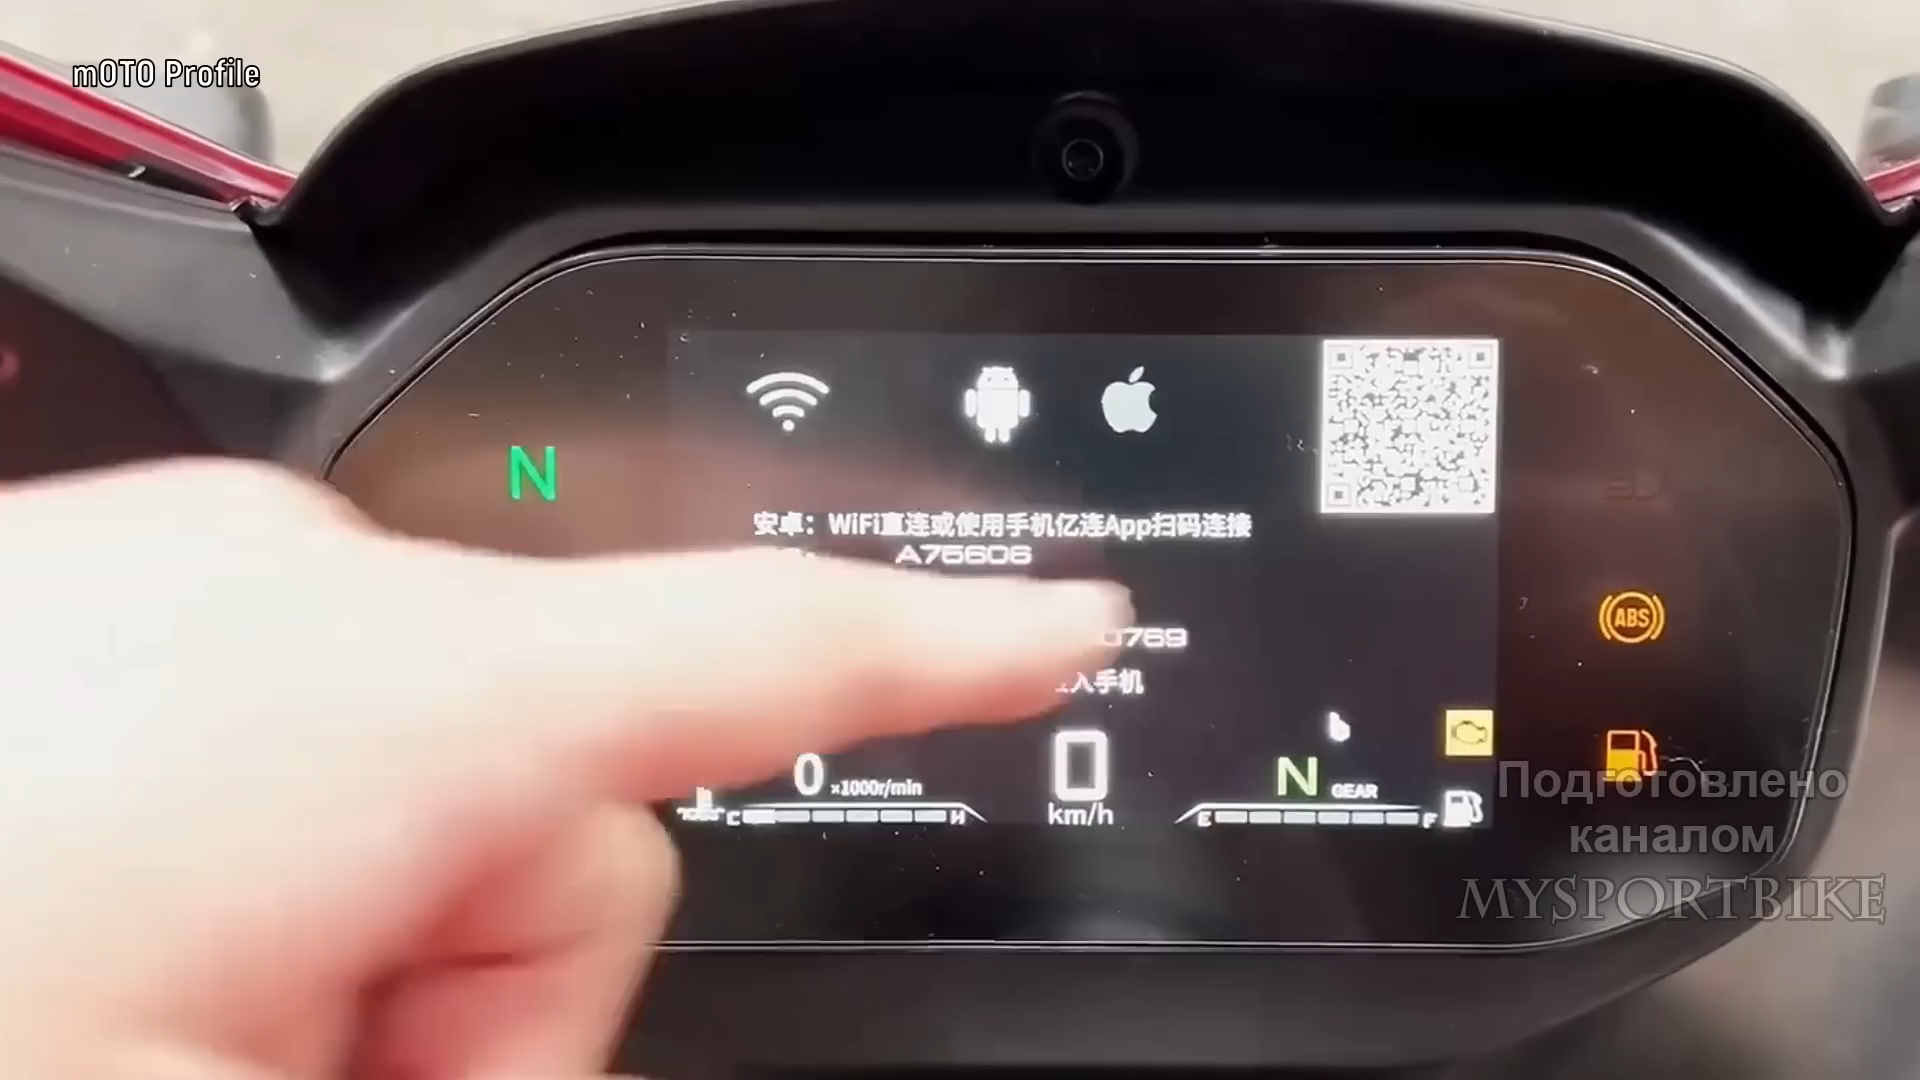 mOTO Profile
N
安卓：WiFi直连或使用手机亿连App扫码连接
A75606
0769
入手机
0 x1000r/min
0
km/h
N GEAR
C H
E F
ABS
Подготовлено
каналом
MYSPORTBIKE